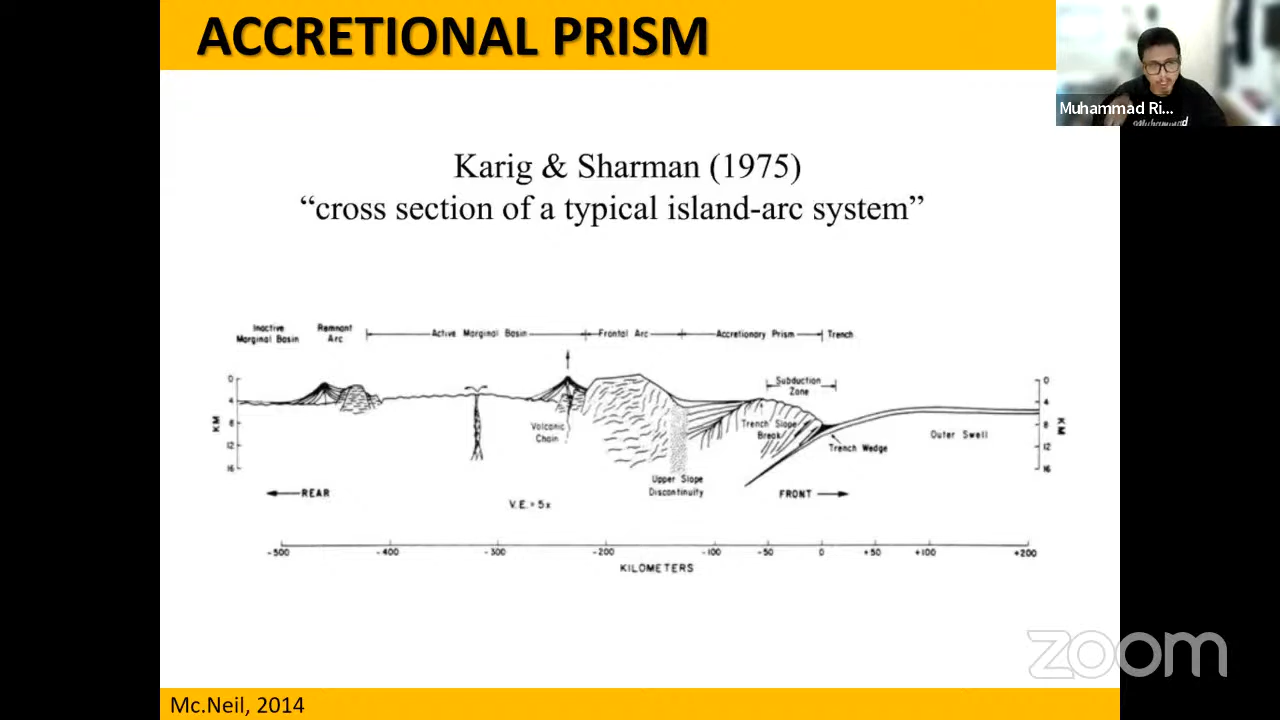 ACCRETIONAL PRISM
Muhammad Ri...
Muhammad
Karig & Sharman (1975)
“cross section of a typical island-arc system”
Inactive Marginal Basin
Remnant Arc
Active Marginal Basin
Frontal Arc
Accretionary Prism
Trench
Subduction Zone
0
4
8
12
16
KM
0
4
8
12
16
KM
Volcanic Chain
Trench Slope Break
Trench Wedge
Outer Swell
Upper Slope Discontinuity
REAR
V.E. = 5x
FRONT
-500 -400 -300 -200 -100 -50 0 +50 +100 +200
KILOMETERS
zoom
Mc.Neil, 2014